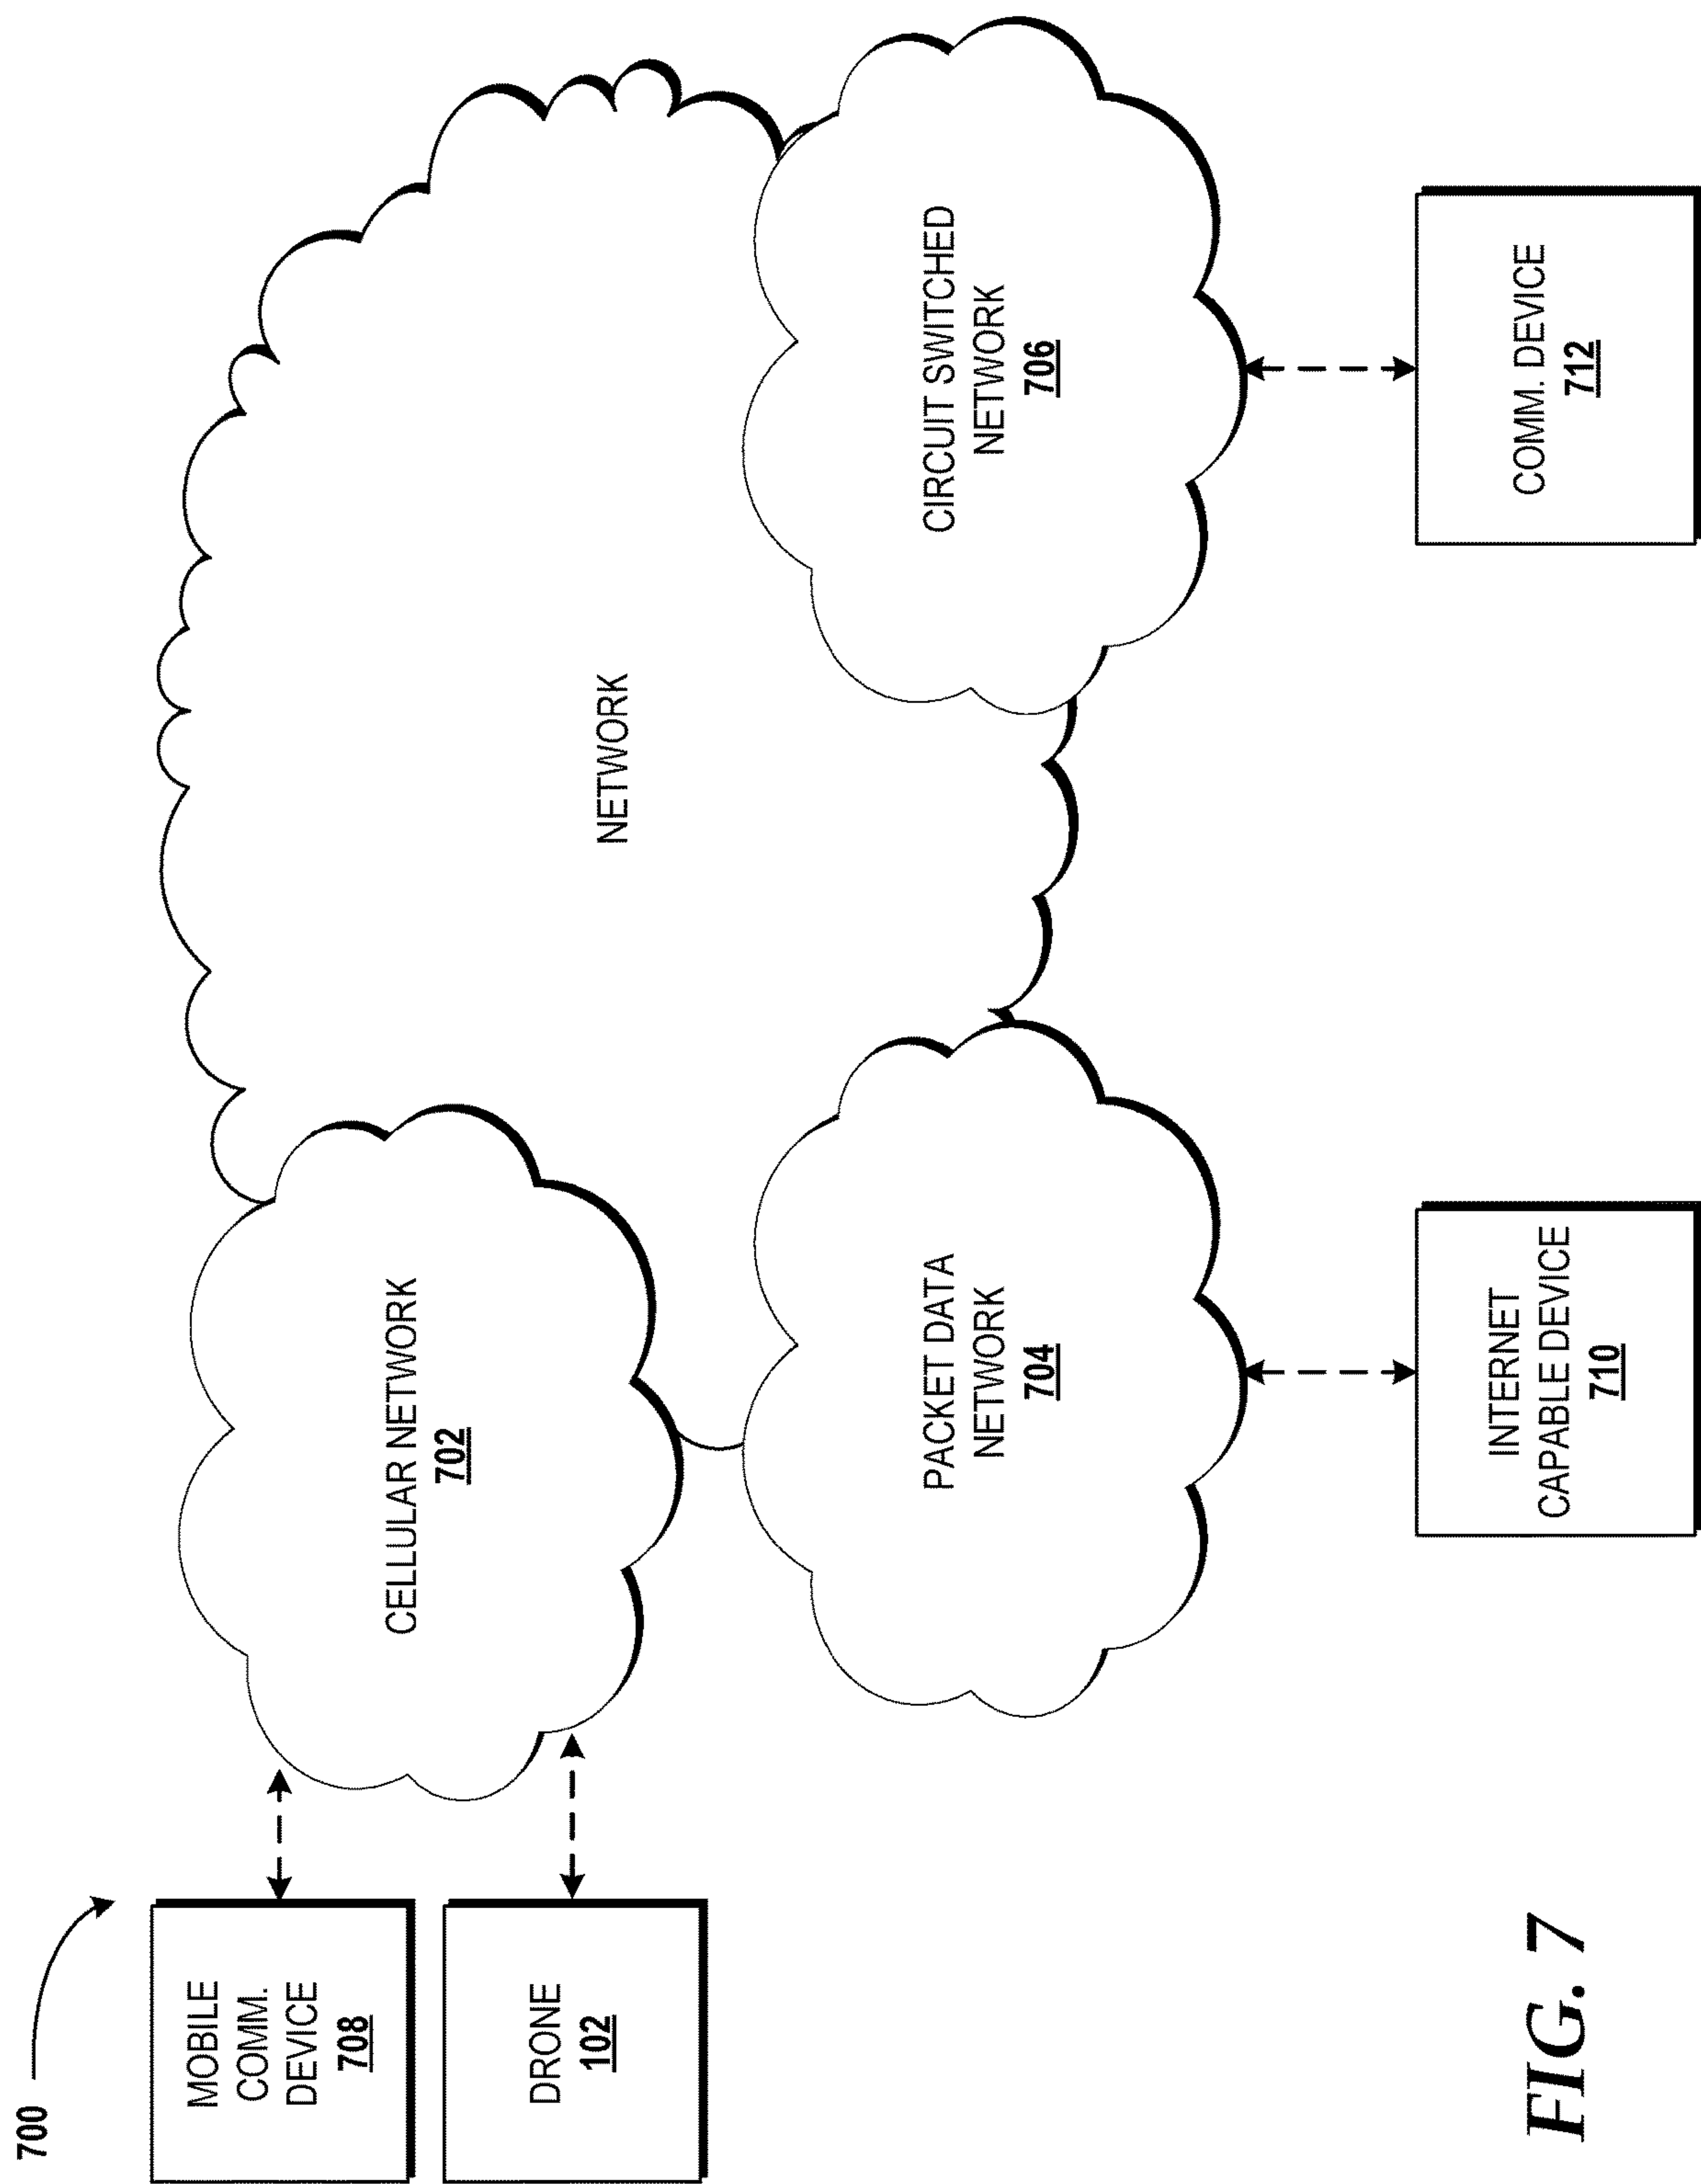 700
MOBILE
COMM.
DEVICE
708
DRONE
102
CELLULAR NETWORK
702
NETWORK
PACKET DATA
NETWORK
704
CIRCUIT SWITCHED
NETWORK
706
INTERNET
CAPABLE DEVICE
710
COMM. DEVICE
712
FIG. 7